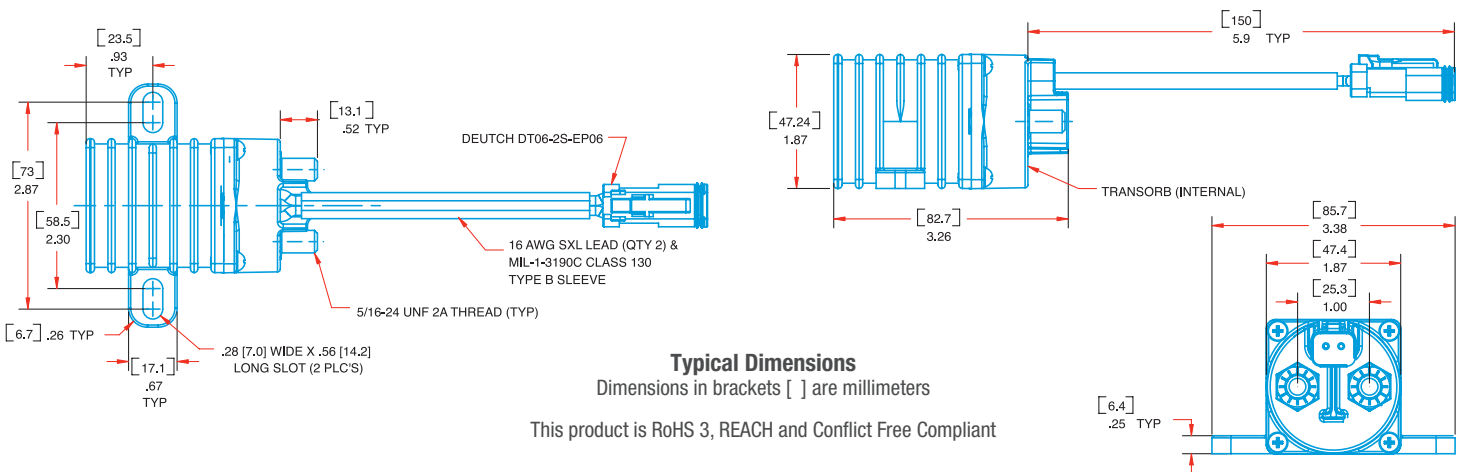 [23.5]
.93
TYP
[13.1]
.52 TYP
DEUTCH DT06-2S-EP06
[73]
2.87
[58.5]
2.30
16 AWG SXL LEAD (QTY 2) &
MIL-1-3190C CLASS 130
TYPE B SLEEVE
5/16-24 UNF 2A THREAD (TYP)
[6.7] .26 TYP
.28 [7.0] WIDE X .56 [14.2]
LONG SLOT (2 PLC'S)
[17.1]
.67
TYP
[150]
5.9 TYP
[47.24]
1.87
TRANSORB (INTERNAL)
[82.7]
3.26
[85.7]
3.38
[47.4]
1.87
[25.3]
1.00
[6.4]
.25 TYP
Typical Dimensions
Dimensions in brackets [ ] are millimeters
This product is RoHS 3, REACH and Conflict Free Compliant